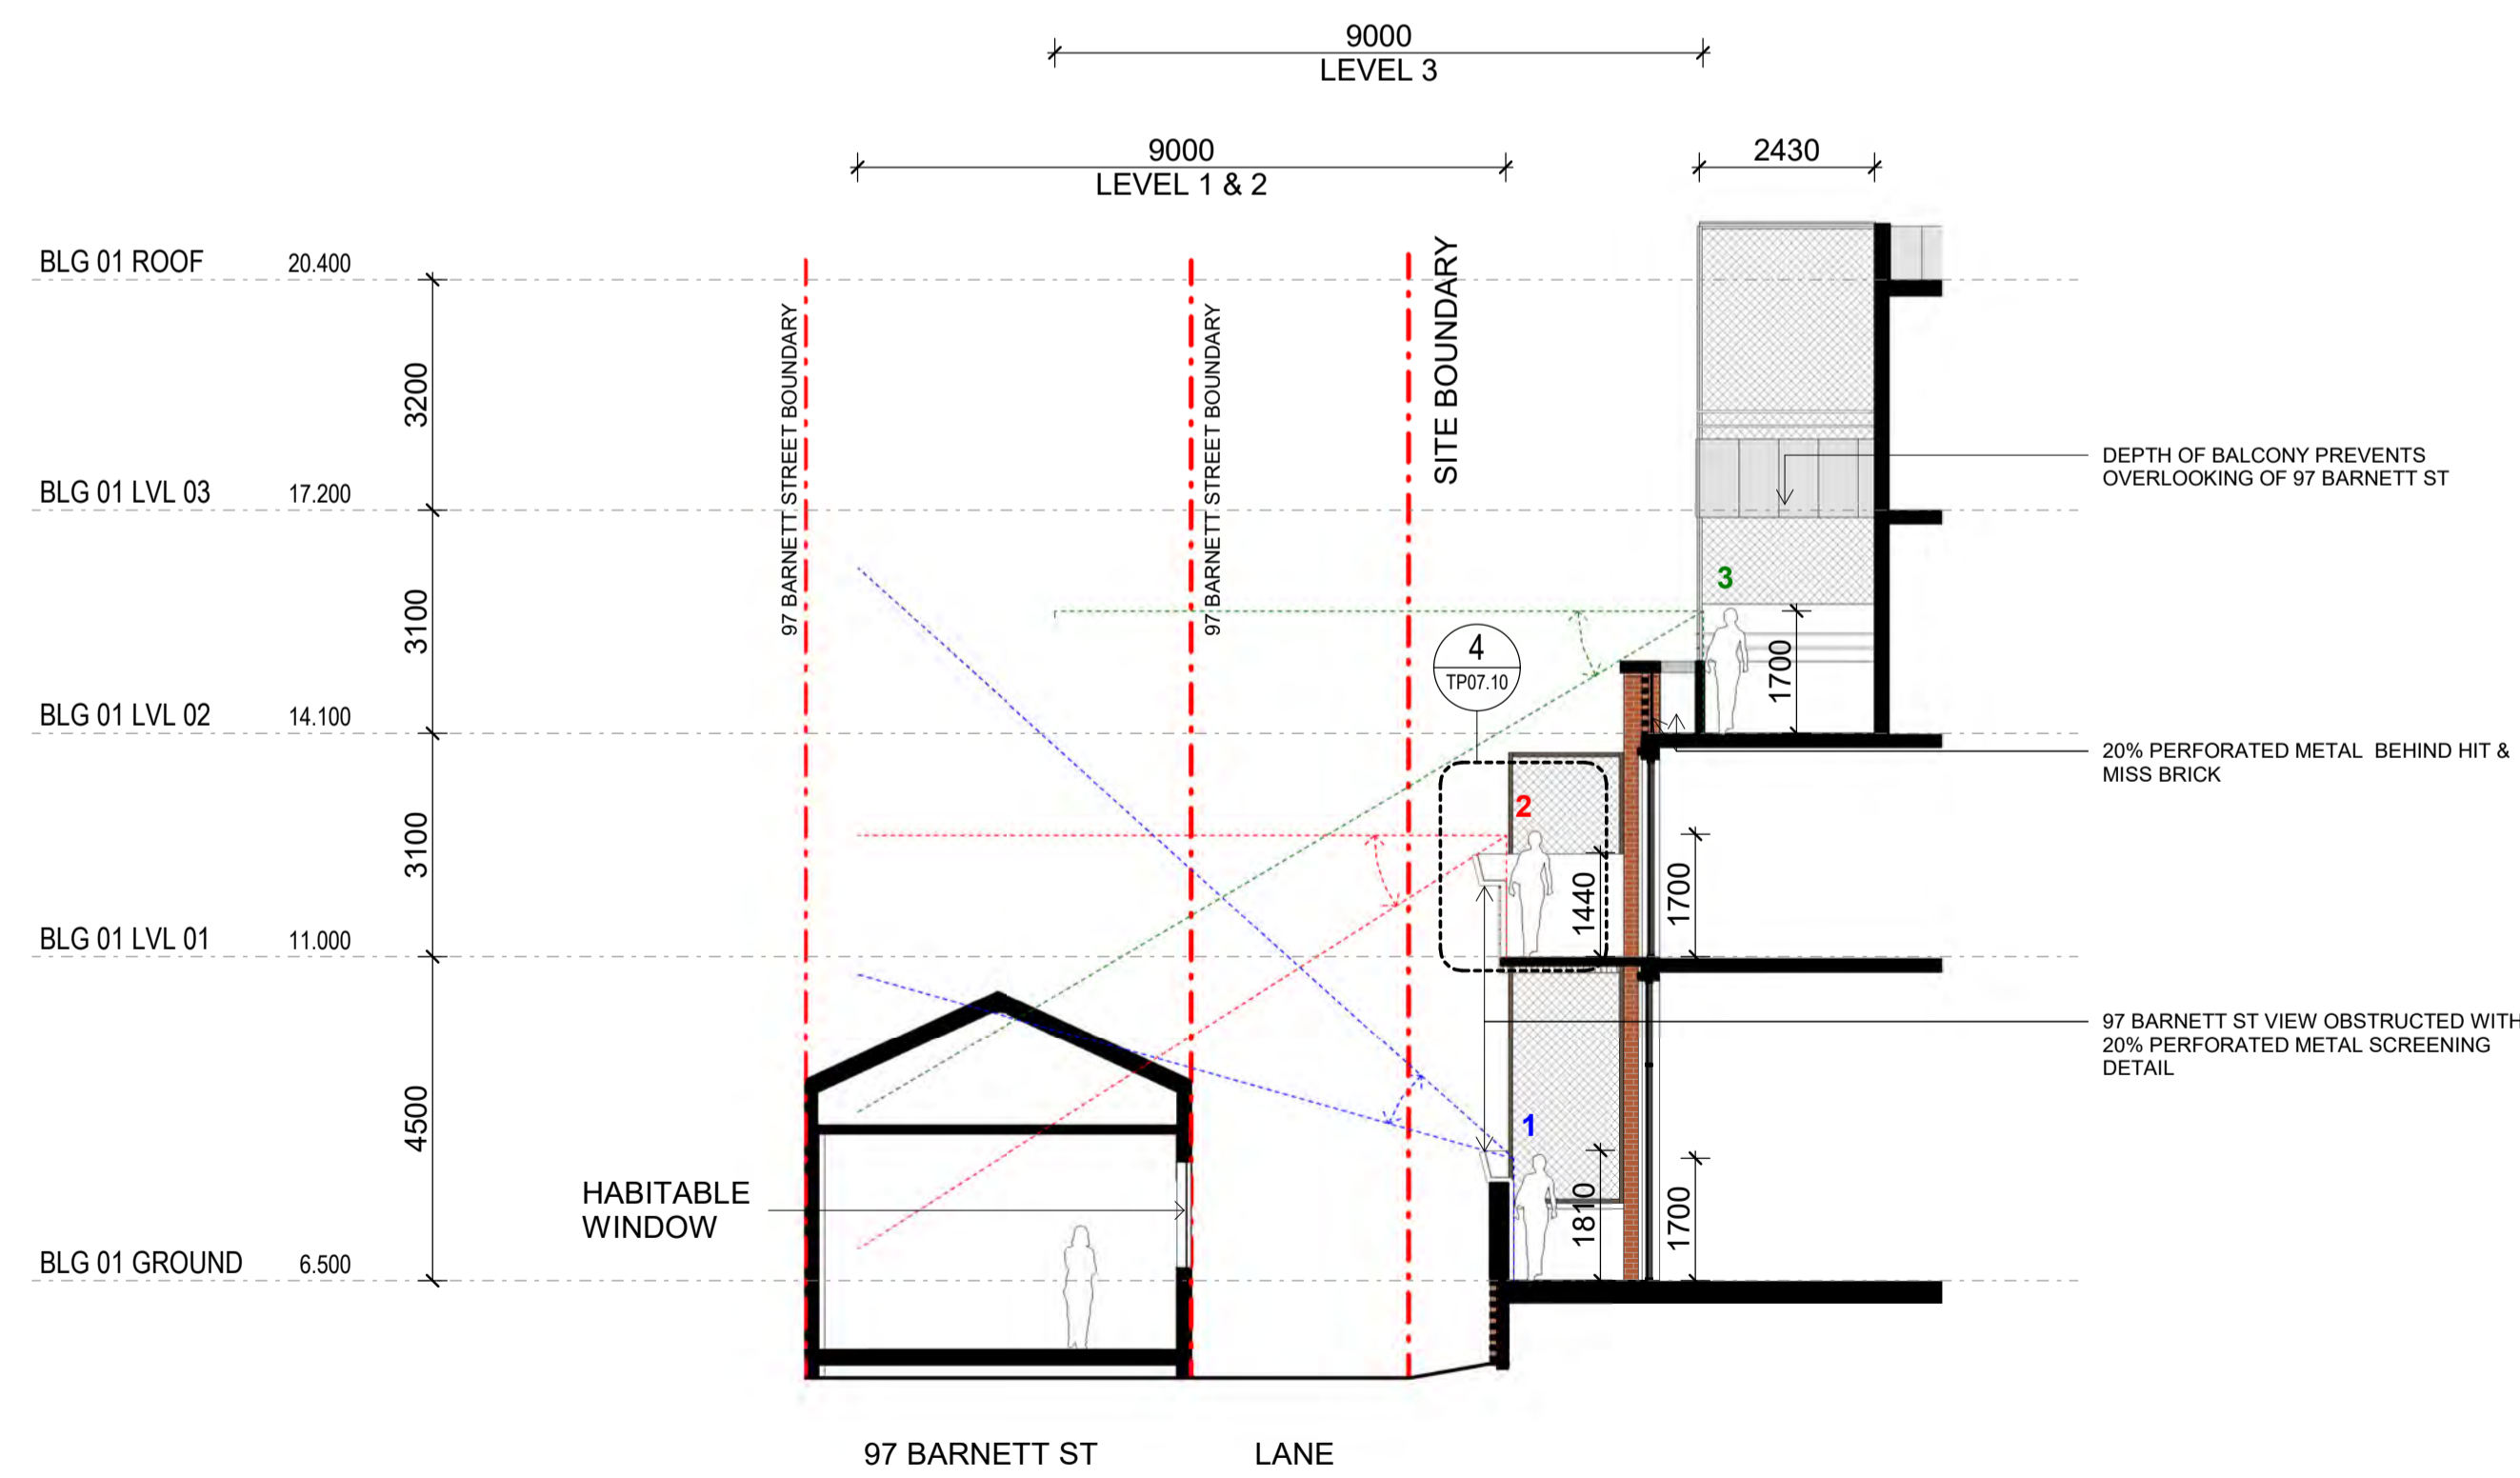 9000
LEVEL 3
9000
LEVEL 1 & 2
2430
BLG 01 ROOF 20.400
BLG 01 LVL 03 17.200
BLG 01 LVL 02 14.100
BLG 01 LVL 01 11.000
BLG 01 GROUND 6.500
3200
3100
3100
4500
97 BARNETT STREET BOUNDARY
97 BARNETT STREET BOUNDARY
SITE BOUNDARY
3
1700
4
TP07.10
2
1440
1700
1
1810
1700
DEPTH OF BALCONY PREVENTS
OVERLOOKING OF 97 BARNETT ST
20% PERFORATED METAL BEHIND HIT &
MISS BRICK
97 BARNETT ST VIEW OBSTRUCTED WITH
20% PERFORATED METAL SCREENING
DETAIL
HABITABLE
WINDOW
97 BARNETT ST
LANE